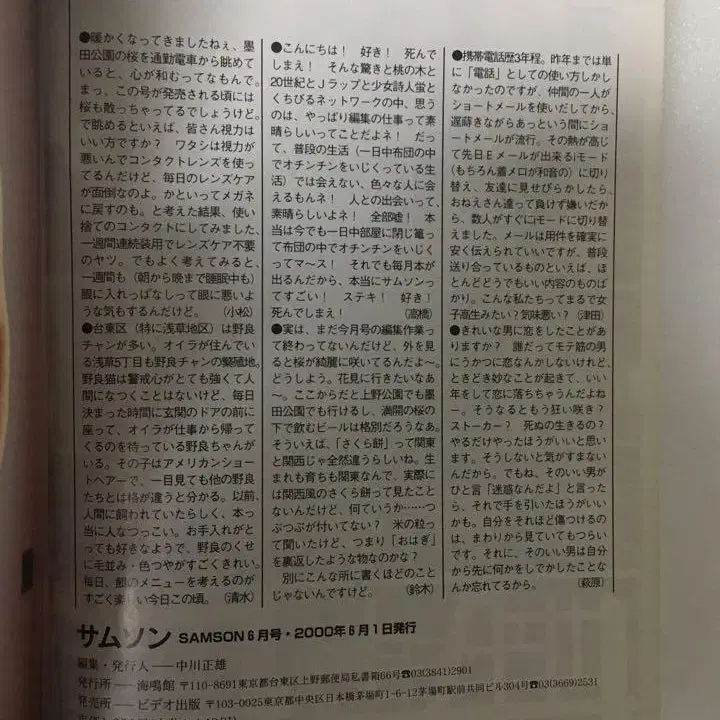 ●暖かくなってきましたねぇ、墨
田公園の桜を通勤電車から眺めて
いると、心が和むってなもんで。
まっ、この号が発売される頃には
桜も散っちゃってるでしょうけど。
で眺めるといえば、皆さん視力は
いい方ですか?　ワタシは視力が
悪いんでコンタクトレンズを使っ
てるんだけど、毎日のレンズケア
が面倒なのよ。かといってメガネ
に戻すのも。と考えた結果、使い
捨てのコンタクトにしてみました、
一週間連続装用でレンズケア不要
のヤツ。でもよく考えてみると、
一週間も（朝から晩まで睡眠中も）
眼に入れっぱなしって眼に悪いよ
うな気もするんだけど。　（小松）
●台東区（特に浅草地区）は野良
チャンが多い。オイラが住んでい
る浅草5丁目も野良チャンの繁殖地。
野良猫は警戒心がとても強くて人
間になつくことはないけど、毎日
決まった時間に玄関のドアの前に
座って、オイラが仕事から帰って
くるのを待っている野良ちゃんが
いる。その子はアメリカンショー
トヘアーで、一目見ても他の野良
たちとは格が違うと分かる。以前、
人間に飼われていたらしく、本っ
当に人なつっこい。お手入れがと
っても好きなようで、野良のくせ
に毛並み・色つやがすごくきれい。
毎日、餌のメニューを考えるのが
すごく楽しい今日この頃。（清水）
●こんにちは!　好き!　死んで
しまえ!　そんな驚きと桃の木と
20世紀とJラップと少女詩人蛍と
くちびるネットワークの中、思う
のは、やっぱり編集の仕事って素
晴らしいってことだよネ!　だっ
て、普段の生活（一日中布団の中
でオチンチンをいじくっている生
活）では会えない、色々な人に会
えるもんネ!　人との出会いって、
素晴らしいよネ!　全部嘘!　本
当は今でも一日中部屋に閉じ篭っ
て布団の中でオチンチンをいじく
ってマ～ス!　それでも毎月本が
出るんだから、本当にサムソンっ
てすごい!　ステキ!　好き!
死んでしまえ!　（高橋）
●実は、まだ今月号の編集作業っ
て終わってないんだけど、外を見
ると桜が綺麗に咲いてるんだよ～。
どうしよう。花見に行きたいなあ
～。ここからだと上野公園でも墨
田公園でも行けるし、満開の桜の
下で飲むビールは格別だろうなあ。
そういえば、「さくら餅」って関東
と関西じゃ全然違うらしいね。生
まれも育ちも関東なんで、実際に
は関西風のさくら餅って見たこと
ないんだけど、何ていうか……つ
ぶつぶが付いてない?　米の粒っ
て聞いたけど、つまり「おはぎ」
を裏返したような物なのかな?
　別にこんな所に書くほどのこと
じゃないんですけど。　（鈴木）
●携帯電話歴3年程。昨年までは単
に「電話」としての使い方しかし
なかったのですが、仲間の一人が
ショートメールを使いだしてから、
遅蒔きながらあっという間にショ
ートメールが流行。その熱が高じ
て先日Eメールが出来るiモード
（もちろん着メロが和音の）に切り
替え、友達に見せびらかしたら、
おねえさん達って負けず嫌いだか
ら、数人がすぐにiモードに切り替
えました。メールは用件を確実に
安く伝えられていいですが、普段
送り合っているものといえば、ほ
とんどどうでもいい内容のものば
かり。こんな私たちってまるで女
子高生みたい?気味悪い?（津田）
●きれいな男に恋をしたことがあ
りますか?　誰だってモテ筋の男
にうかつに恋なんかしないけれど、
ときどき妙なことが起きて、いい
年をして恋に落ちちゃうんだよね
ー。そうなるともう狂い咲き?
ストーカー?　死ぬの生きるの?
やるだけやったほうがいいと思い
ます。そうしないと気がすまない
んだから。でもね、そのいい男が
ひと言「迷惑なんだよ」と言った
ら、それで手を引いたほうがいい
かも。自分をそれほど傷つけるの
は、まわりから見ていてもつらい
です。それに、そのいい男は自分
から先に何かをしでかしたことな
んか忘れてるから。　（萩原）
サムソン SAMSON 6月号・2000年6月1日発行
編集・発行人――中川正雄
発行所――海鳴館 〒110-8691東京都台東区上野郵便局私書箱66号☎03(3841)2901
発売所――ビデオ出版 〒103-0025東京都中央区日本橋茅場町1-6-12茅場町駅前共同ビル304号☎03(3669)2531